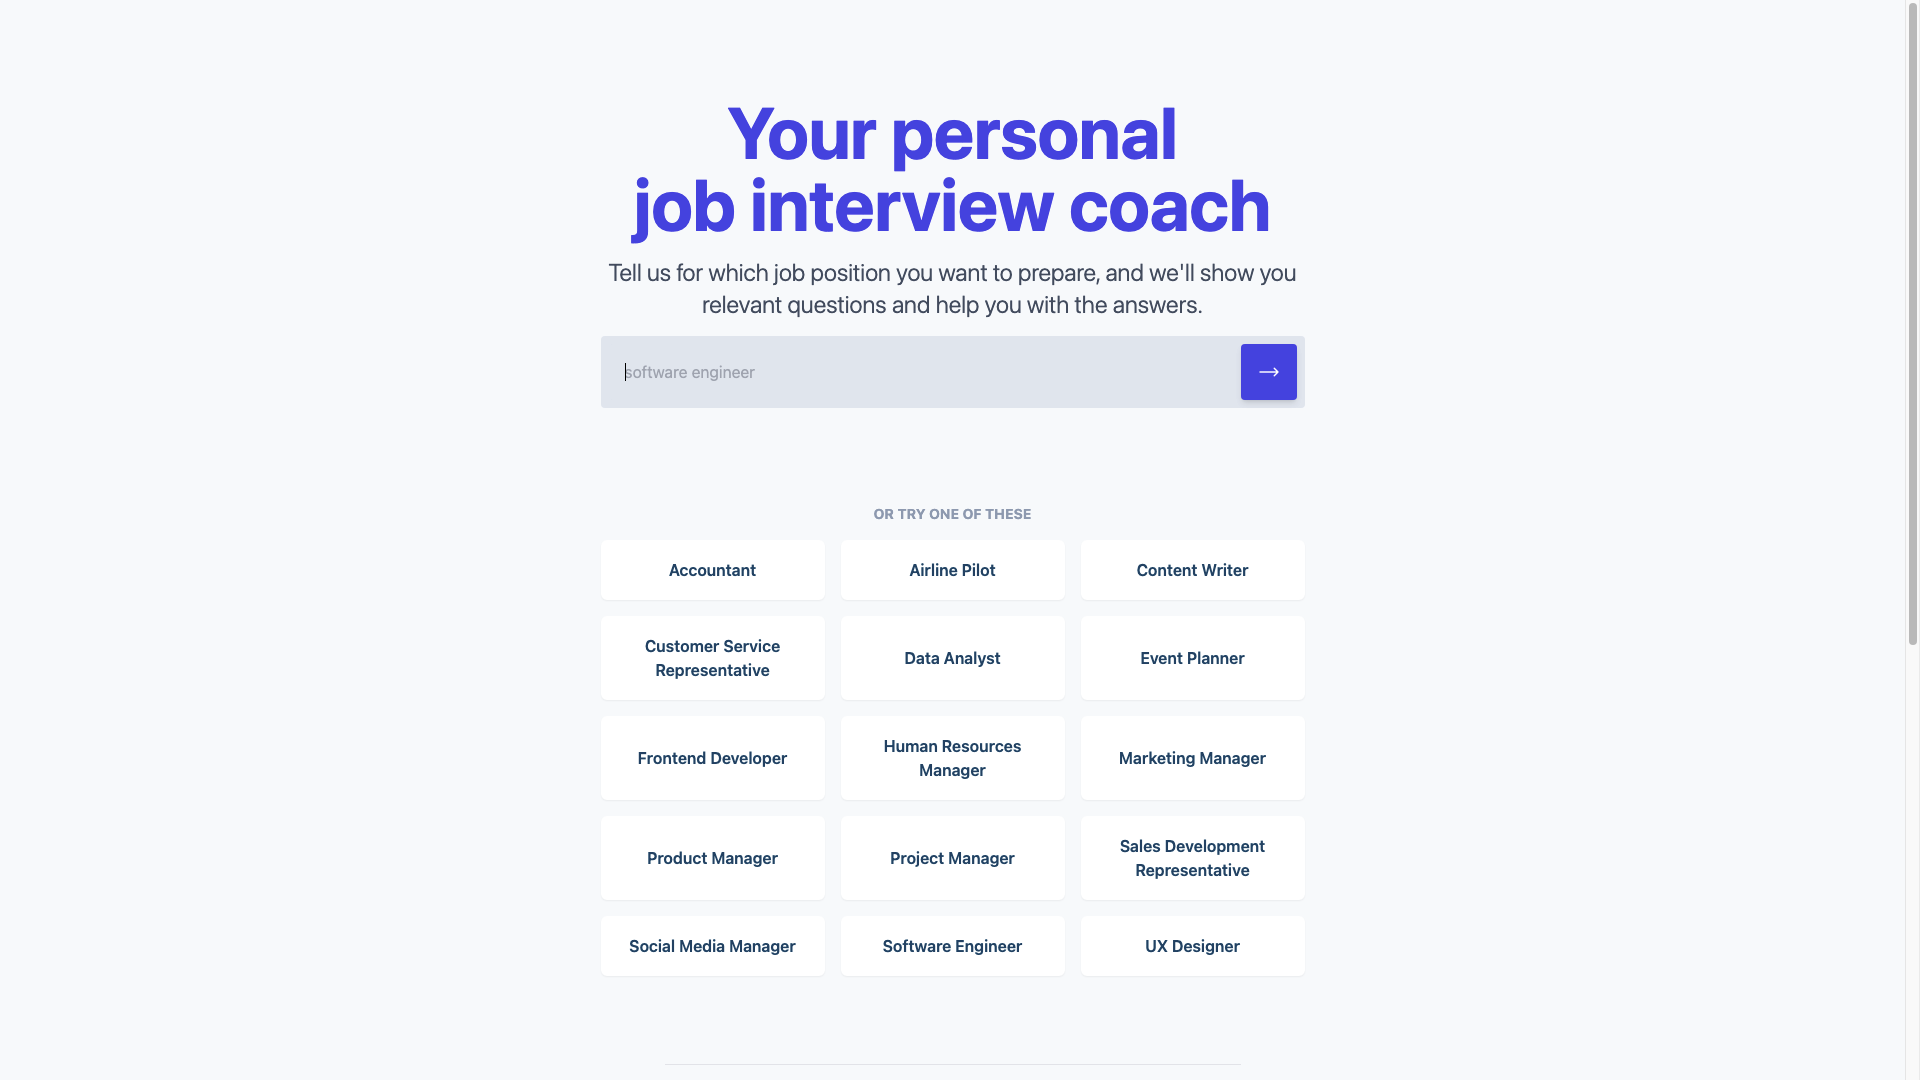 Your personal
job interview coach
Tell us for which job position you want to prepare, and we'll show you
relevant questions and help you with the answers.
software engineer
OR TRY ONE OF THESE
Accountant
Airline Pilot
Content Writer
Customer Service
Representative
Data Analyst
Event Planner
Frontend Developer
Human Resources
Manager
Marketing Manager
Product Manager
Project Manager
Sales Development
Representative
Social Media Manager
Software Engineer
UX Designer